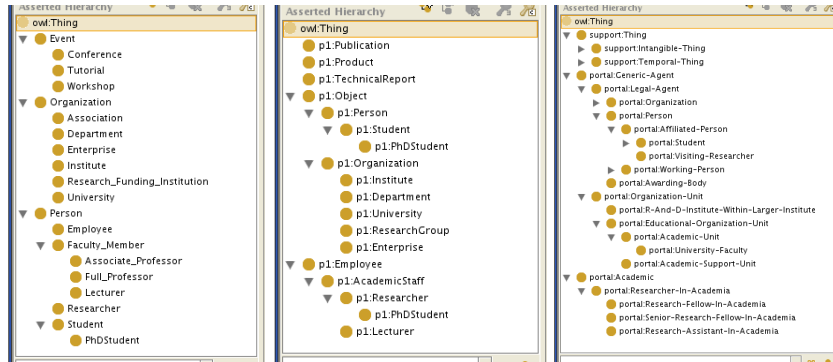 Asserted Hierarchy
owl:Thing
Event
Conference
Tutorial
Workshop
Organization
Association
Department
Enterprise
Institute
Research_Funding_Institution
University
Person
Employee
Faculty_Member
Associate_Professor
Full_Professor
Lecturer
Researcher
Student
PhDStudent
Asserted Hierarchy
owl:Thing
p1:Publication
p1:Product
p1:TechnicalReport
p1:Object
p1:Person
p1:Student
p1:PhDStudent
p1:Organization
p1:Institute
p1:Department
p1:University
p1:ResearchGroup
p1:Enterprise
p1:Employee
p1:AcademicStaff
p1:Researcher
p1:PhDStudent
p1:Lecturer
Asserted Hierarchy
owl:Thing
support:Thing
support:Intangible-Thing
support:Temporal-Thing
portal:Generic-Agent
portal:Legal-Agent
portal:Organization
portal:Person
portal:Affiliated-Person
portal:Student
portal:Visiting-Researcher
portal:Working-Person
portal:Awarding-Body
portal:Organization-Unit
portal:R-And-D-Institute-Within-Larger-Institute
portal:Educational-Organization-Unit
portal:Academic-Unit
portal:University-Faculty
portal:Academic-Support-Unit
portal:Academic
portal:Researcher-In-Academia
portal:Research-Fellow-In-Academia
portal:Senior-Research-Fellow-In-Academia
portal:Research-Assistant-In-Academia